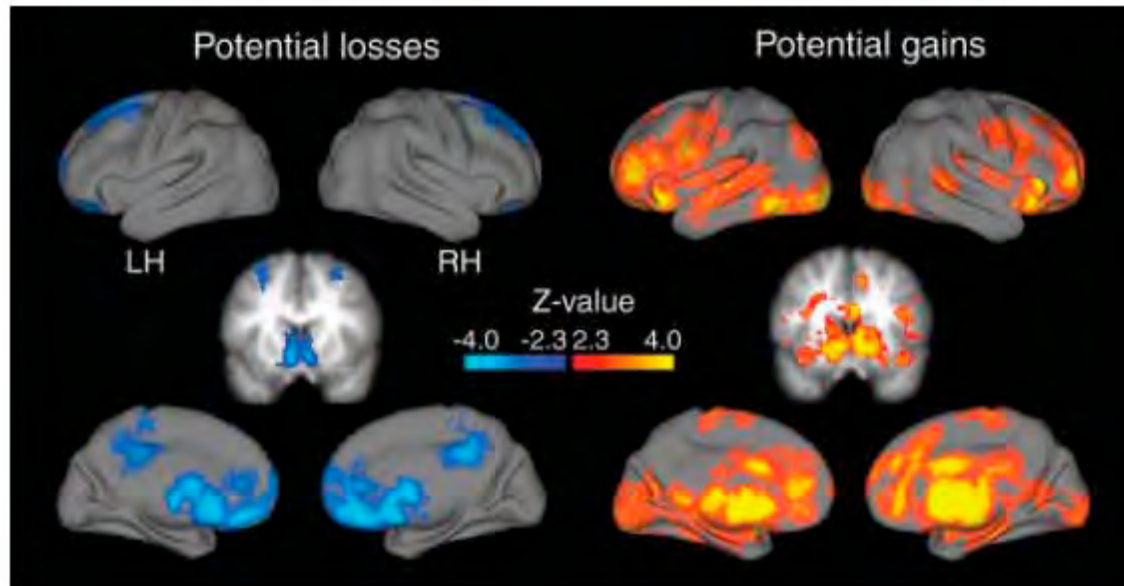 Potential losses
Potential gains
LH
RH
Z-value
-4.0 -2.3 2.3 4.0